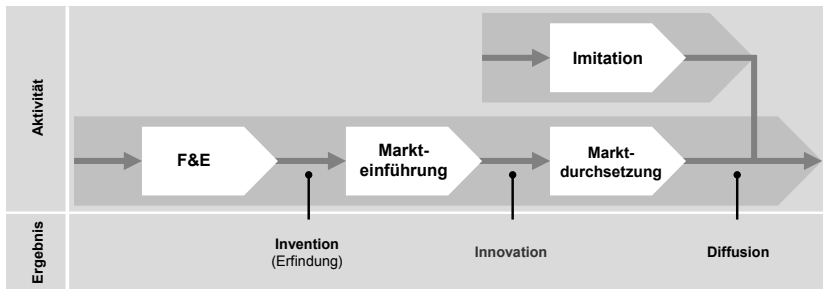 Aktivität
Imitation
F&E
Markt-
einführung
Markt-
durchsetzung
Ergebnis
Invention
(Erfindung)
Innovation
Diffusion